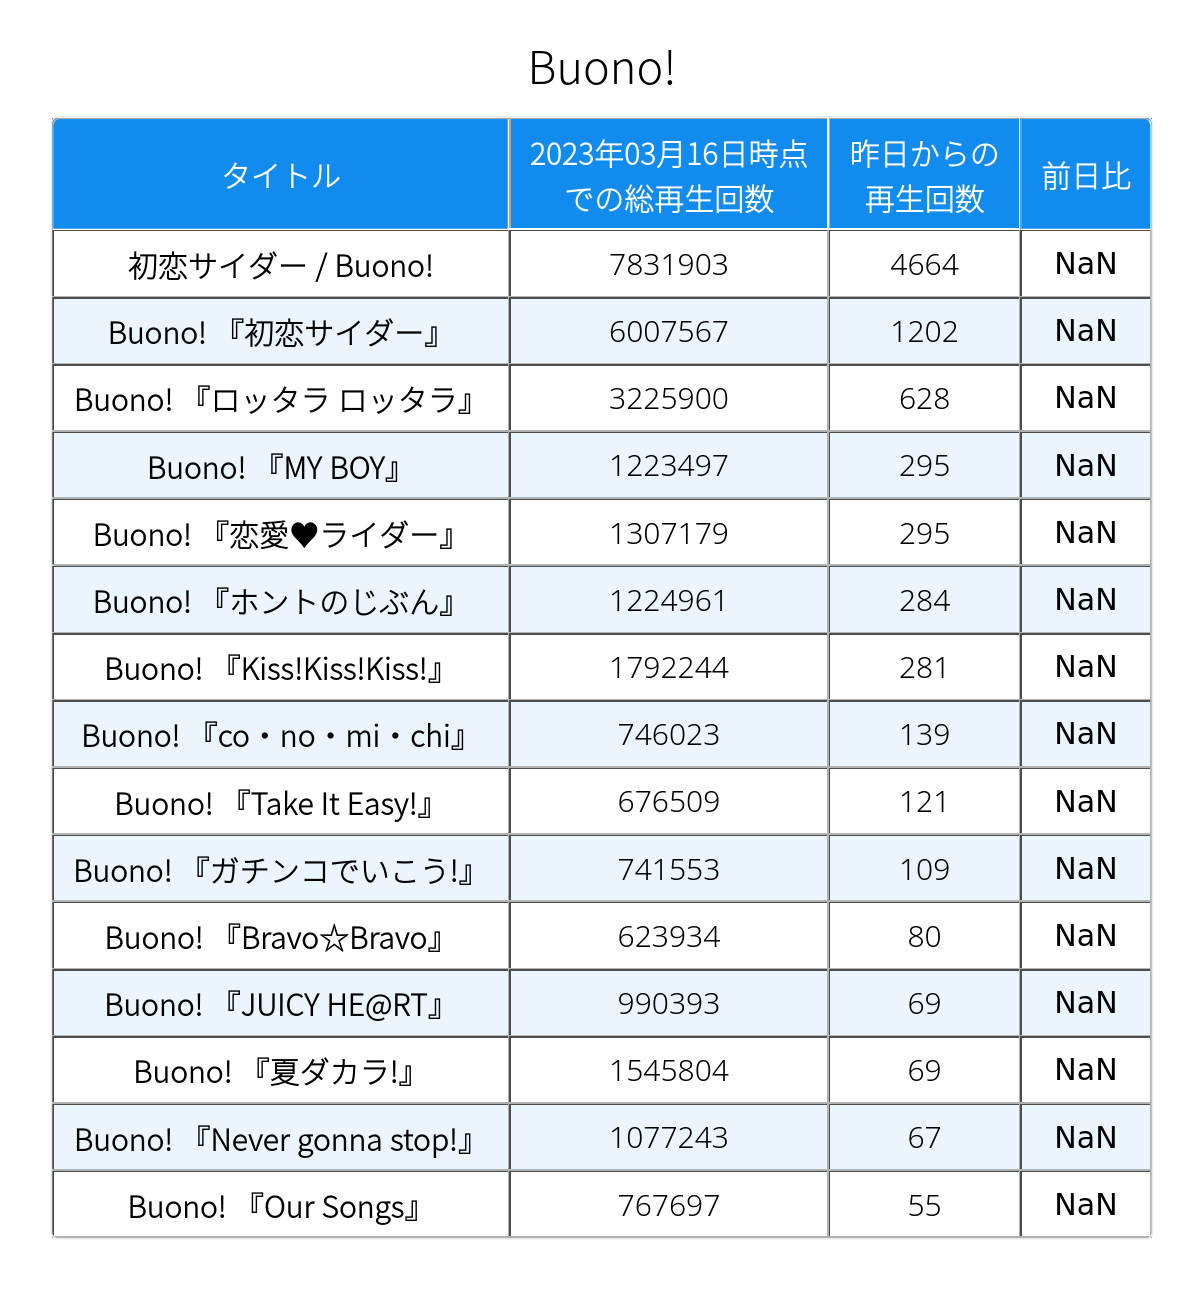 Buono!
タイトル 2023年03月16日時点での総再生回数 昨日からの再生回数 前日比
初恋サイダー / Buono! 7831903 4664 NaN
Buono! 『初恋サイダー』 6007567 1202 NaN
Buono! 『ロッタラ ロッタラ』 3225900 628 NaN
Buono! 『MY BOY』 1223497 295 NaN
Buono! 『恋愛♥ライダー』 1307179 295 NaN
Buono! 『ホントのじぶん』 1224961 284 NaN
Buono! 『Kiss!Kiss!Kiss!』 1792244 281 NaN
Buono! 『co・no・mi・chi』 746023 139 NaN
Buono! 『Take It Easy!』 676509 121 NaN
Buono! 『ガチンコでいこう!』 741553 109 NaN
Buono! 『Bravo☆Bravo』 623934 80 NaN
Buono! 『JUICY HE@RT』 990393 69 NaN
Buono! 『夏ダカラ!』 1545804 69 NaN
Buono! 『Never gonna stop!』 1077243 67 NaN
Buono! 『Our Songs』 767697 55 NaN